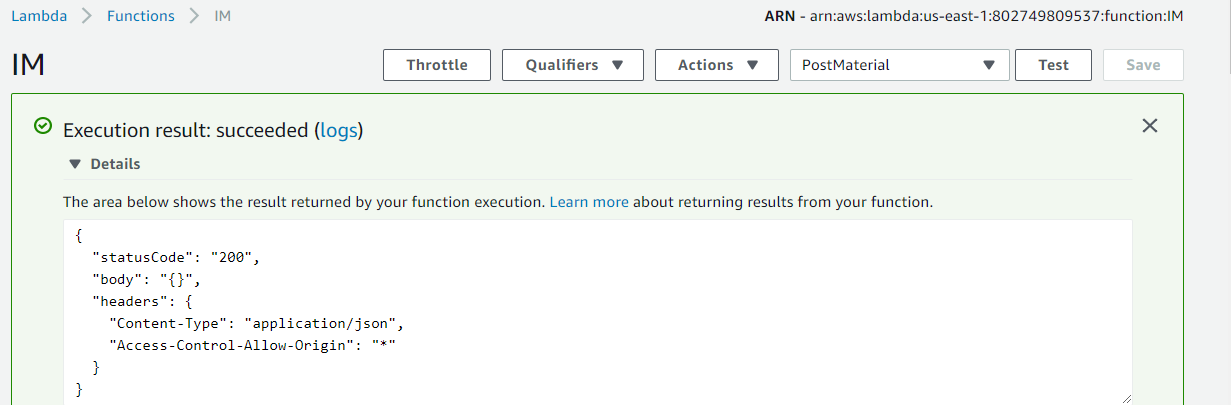 Lambda > Functions > IM ARN - arn:aws:lambda:us-east-1:802749809537:function:IM
IM Throttle Qualifiers Actions PostMaterial Test Save
Execution result: succeeded (logs)
Details
The area below shows the result returned by your function execution. Learn more about returning results from your function.
{
  "statusCode": "200",
  "body": "{}",
  "headers": {
    "Content-Type": "application/json",
    "Access-Control-Allow-Origin": "*"
  }
}